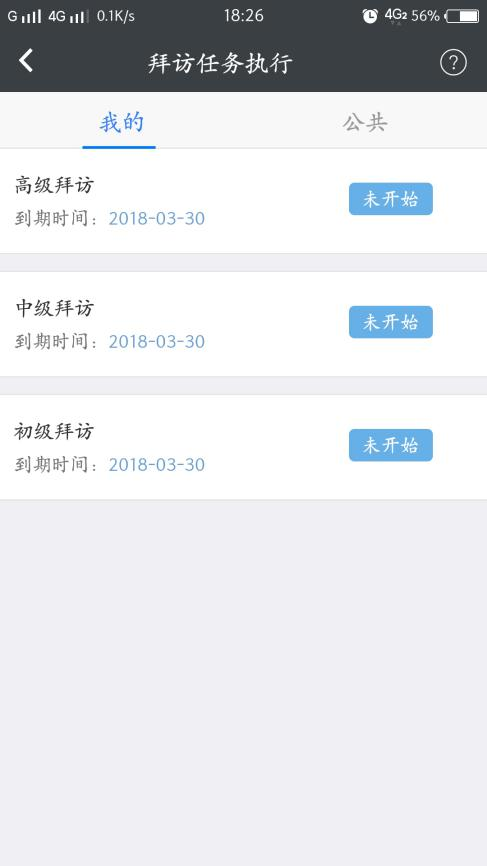 G 4G 0.1K/s 18:26 4G2 56%
拜访任务执行 ?
我的 公共
高级拜访
未开始
到期时间：2018-03-30
中级拜访
未开始
到期时间：2018-03-30
初级拜访
未开始
到期时间：2018-03-30